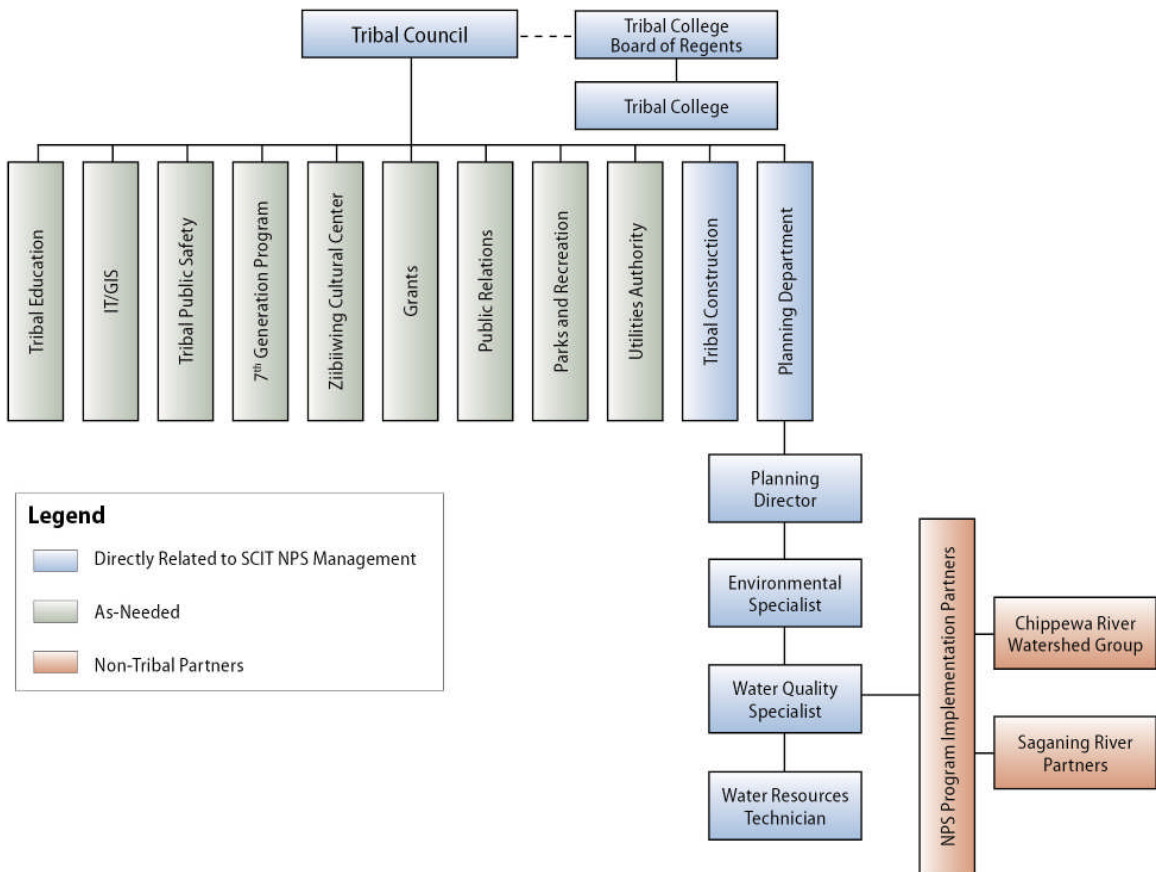 Tribal Council
Tribal College
Board of Regents
Tribal College
Tribal Education
IT/GIS
Tribal Public Safety
7th Generation Program
Ziibiiwing Cultural Center
Grants
Public Relations
Parks and Recreation
Utilities Authority
Tribal Construction
Planning Department
Planning
Director
Environmental
Specialist
Water Quality
Specialist
Water Resources
Technician
NPS Program Implementation Partners
Chippewa River
Watershed Group
Saganing River
Partners
Legend
Directly Related to SCIT NPS Management
As-Needed
Non-Tribal Partners